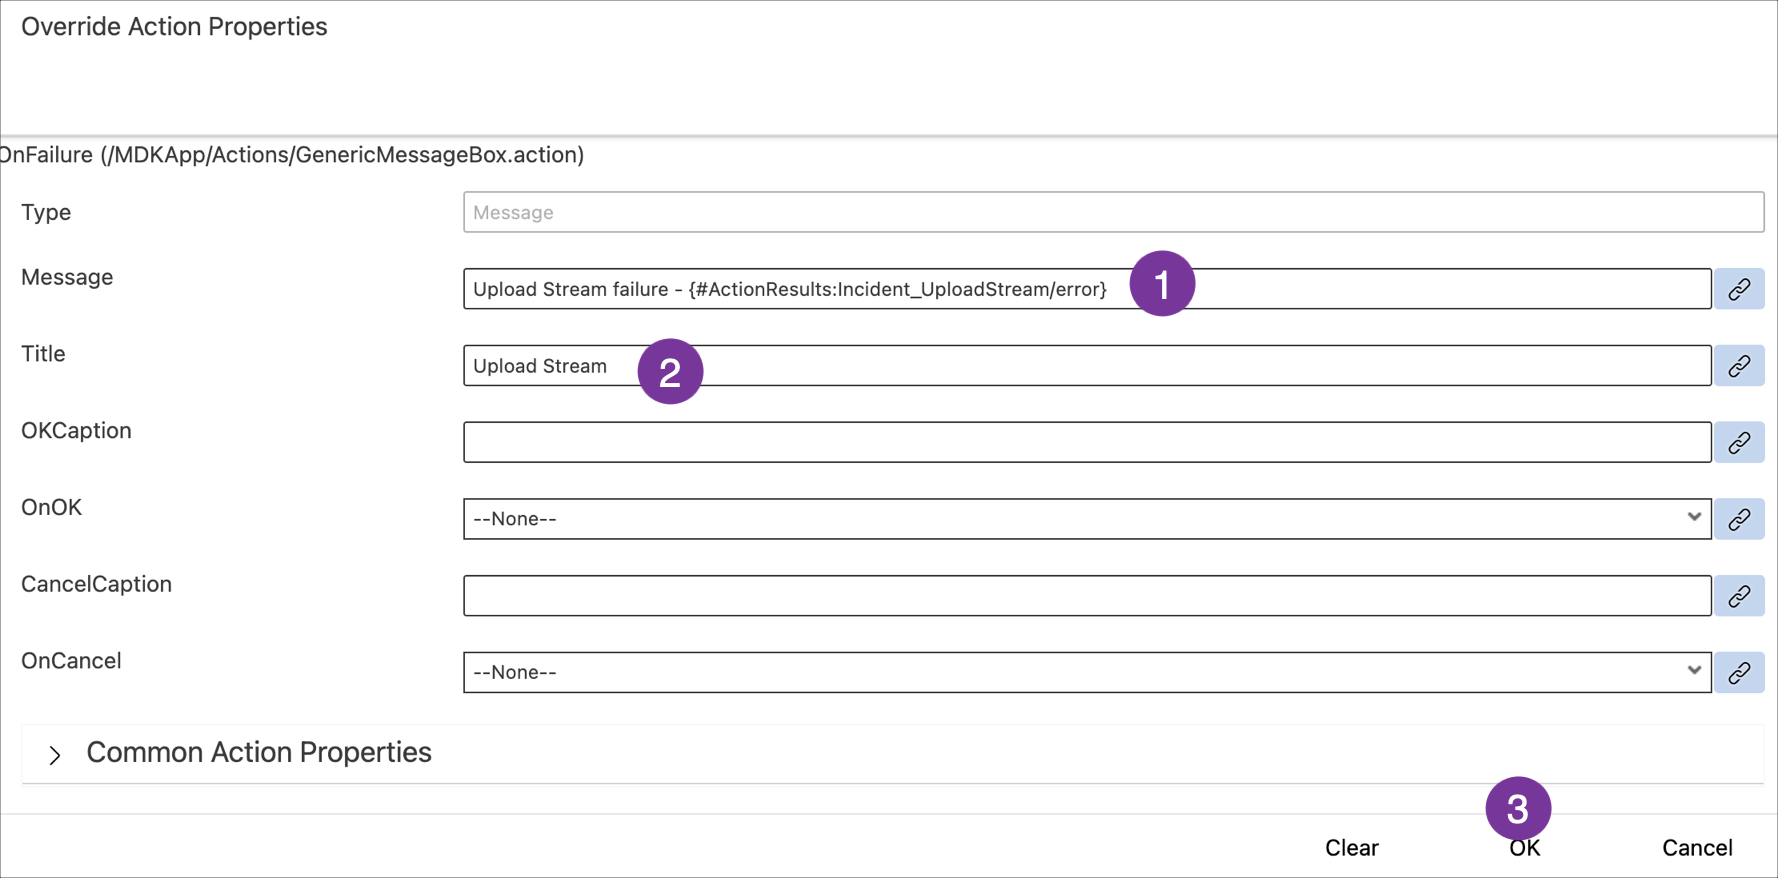 Override Action Properties
OnFailure (/MDKApp/Actions/GenericMessageBox.action)
Type
Message
Message
Upload Stream failure - {#ActionResults:Incident_UploadStream/error}
1
Title
Upload Stream
2
OKCaption
OnOK
--None--
CancelCaption
OnCancel
--None--
Common Action Properties
3
Clear
OK
Cancel